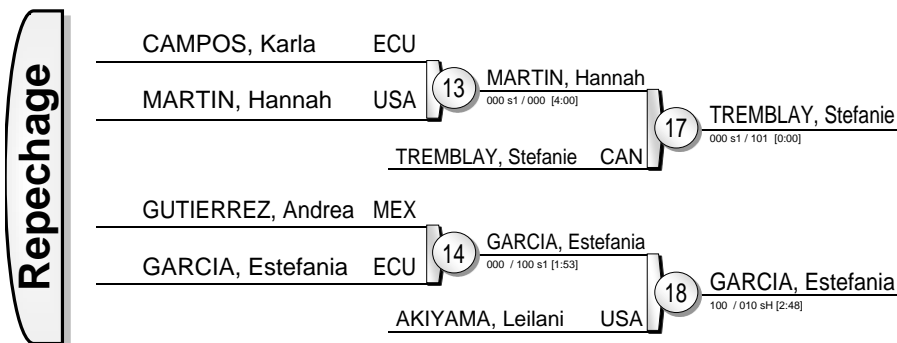 Repechage
CAMPOS, Karla ECU
MARTIN, Hannah USA
13
MARTIN, Hannah
000 s1 / 000 [4:00]
TREMBLAY, Stefanie CAN
17
TREMBLAY, Stefanie
000 s1 / 101 [0:00]
GUTIERREZ, Andrea MEX
GARCIA, Estefania ECU
14
GARCIA, Estefania
000 / 100 s1 [1:53]
AKIYAMA, Leilani USA
18
GARCIA, Estefania
100 / 010 sH [2:48]